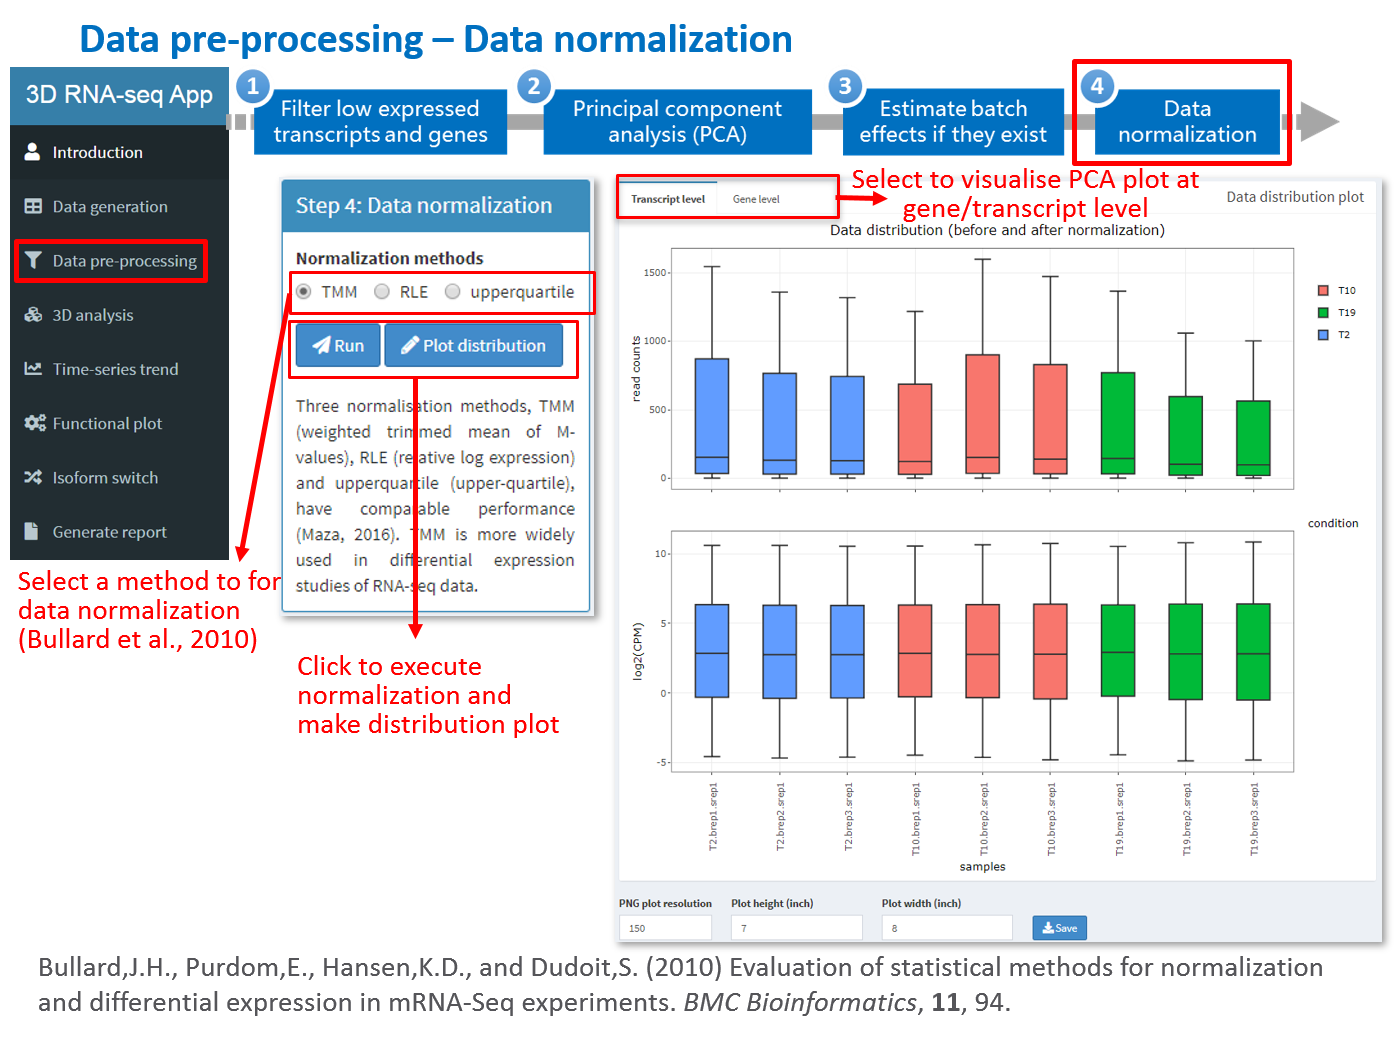 Data pre-processing – Data normalization
3D RNA-seq App
Introduction
Data generation
Data pre-processing
3D analysis
Time-series trend
Functional plot
Isoform switch
Generate report
1
Filter low expressed
transcripts and genes
2
Principal component
analysis (PCA)
3
Estimate batch
effects if they exist
4
Data
normalization
Step 4: Data normalization
Normalization methods
TMM RLE upperquartile
Run Plot distribution
Three normalisation methods, TMM
(weighted trimmed mean of M-
values), RLE (relative log expression)
and upperquartile (upper-quartile),
have comparable performance
(Maza, 2016). TMM is more widely
used in differential expression
studies of RNA-seq data.
Select a method to for
data normalization
(Bullard et al., 2010)
Click to execute
normalization and
make distribution plot
Transcript level Gene level
Select to visualise PCA plot at
gene/transcript level
Data distribution plot
Data distribution (before and after normalization)
1500
1000
500
0
read counts
T10
T19
T2
condition
10
5
0
-5
log2(CPM)
T2.brep1.srep1
T2.brep2.srep1
T2.brep3.srep1
T10.brep1.srep1
T10.brep2.srep1
T10.brep3.srep1
T19.brep1.srep1
T19.brep2.srep1
T19.brep3.srep1
samples
PNG plot resolution Plot height (inch) Plot width (inch)
150 7 8 Save
Bullard,J.H., Purdom,E., Hansen,K.D., and Dudoit,S. (2010) Evaluation of statistical methods for normalization
and differential expression in mRNA-Seq experiments. BMC Bioinformatics, 11, 94.